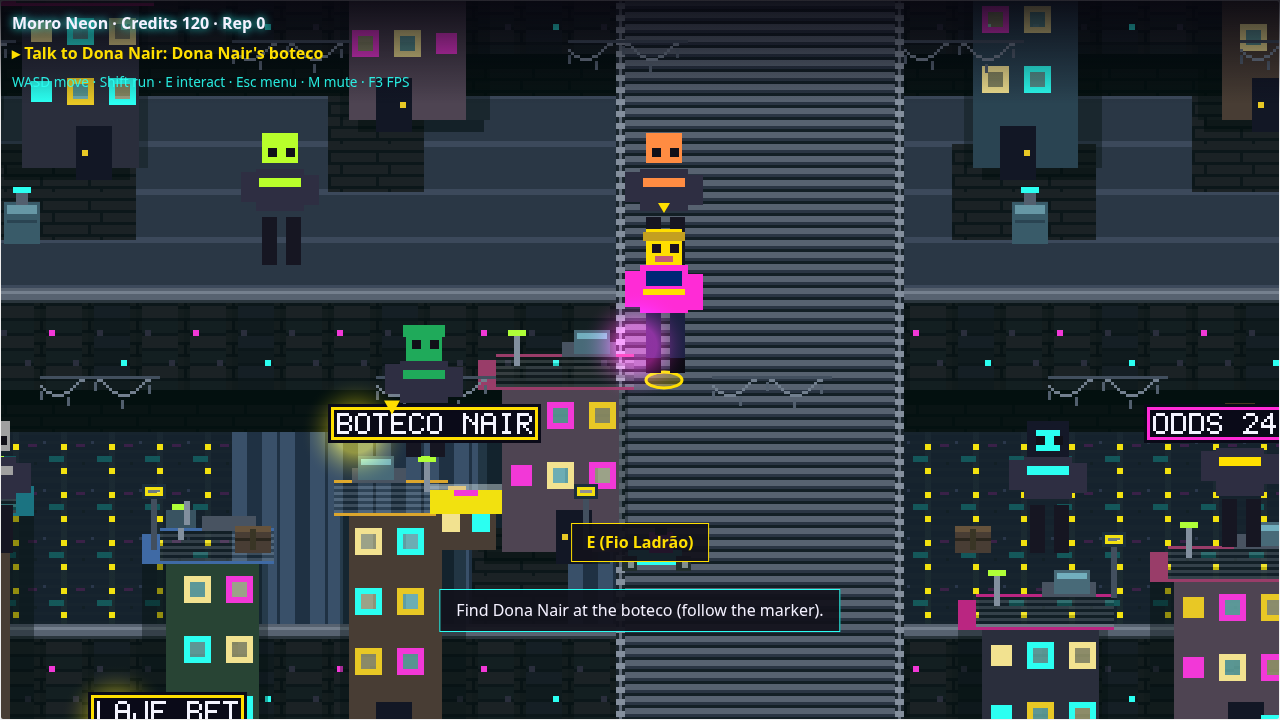 Morro Neon · Credits 120 · Rep 0
▸ Talk to Dona Nair: Dona Nair's boteco
WASD move · Shift run · E interact · Esc menu · M mute · F3 FPS
BOTECO NAIR
ODDS 24
E (Fio Ladrão)
Find Dona Nair at the boteco (follow the marker).
LAJE BET